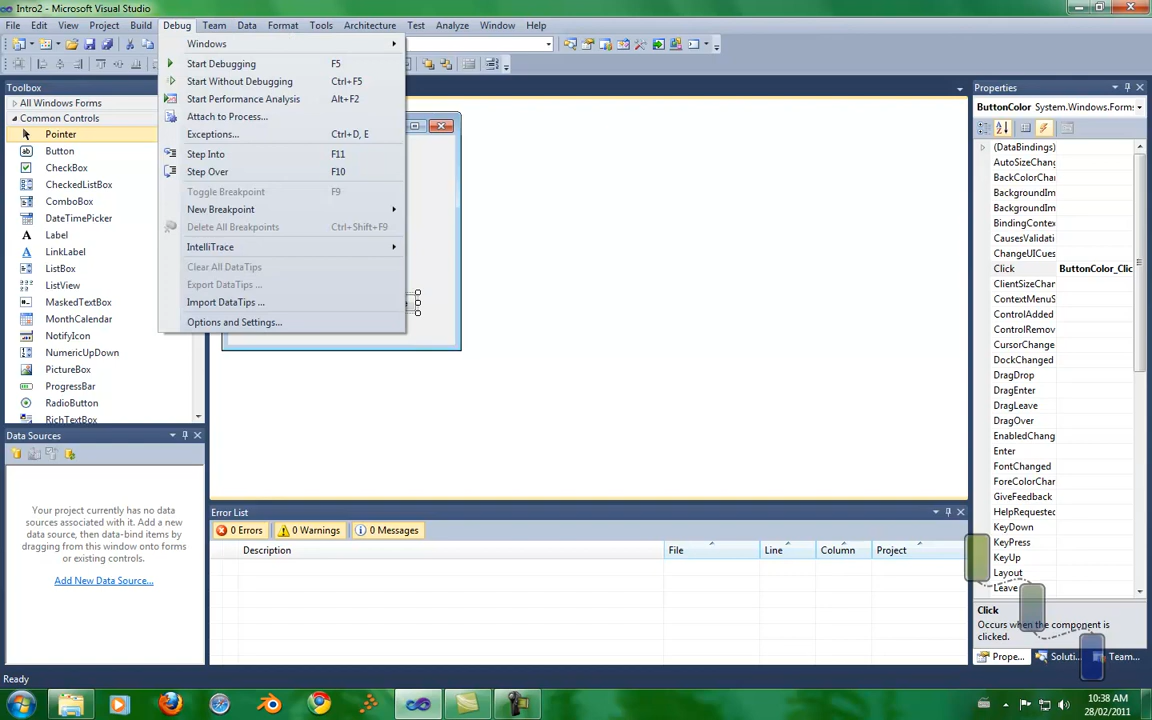 Intro2 - Microsoft Visual Studio
File Edit View Project Build Debug Team Data Format Tools Architecture Test Analyze Window Help
Windows
Start Debugging F5
Start Without Debugging Ctrl+F5
Start Performance Analysis Alt+F2
Attach to Process...
Exceptions... Ctrl+D, E
Step Into F11
Step Over F10
Toggle Breakpoint F9
New Breakpoint
Delete All Breakpoints Ctrl+Shift+F9
IntelliTrace
Clear All DataTips
Export DataTips ...
Import DataTips ...
Options and Settings...
Toolbox
All Windows Forms
Common Controls
Pointer
Button
CheckBox
CheckedListBox
ComboBox
DateTimePicker
Label
LinkLabel
ListBox
ListView
MaskedTextBox
MonthCalendar
NotifyIcon
NumericUpDown
PictureBox
ProgressBar
RadioButton
RichTextBox
Data Sources
Your project currently has no data
sources associated with it. Add a new
data source, then data-bind items by
dragging from this window onto forms
or existing controls.
Add New Data Source...
Error List
0 Errors 0 Warnings 0 Messages
Description File Line Column Project
Properties
ButtonColor System.Windows.Forms
(DataBindings)
AutoSizeChang
BackColorChan
BackgroundIm
BackgroundIm
BindingContex
CausesValidati
ChangeUICues
Click ButtonColor_Clic
ClientSizeChar
ContextMenuS
ControlAdded
ControlRemov
CursorChange
DockChanged
DragDrop
DragEnter
DragLeave
DragOver
EnabledChang
Enter
FontChanged
ForeColorChar
GiveFeedback
HelpRequested
KeyDown
KeyPress
KeyUp
Layout
Leave
Click
Occurs when the component is
clicked.
Prope... Soluti... Team...
Ready
10:38 AM
28/02/2011